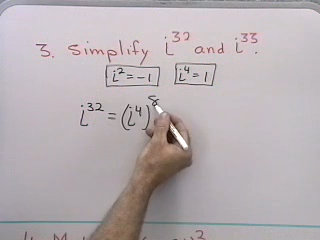 3. Simplify i³² and i³³.
i² = -1 i⁴ = 1
i³² = (i⁴)⁸